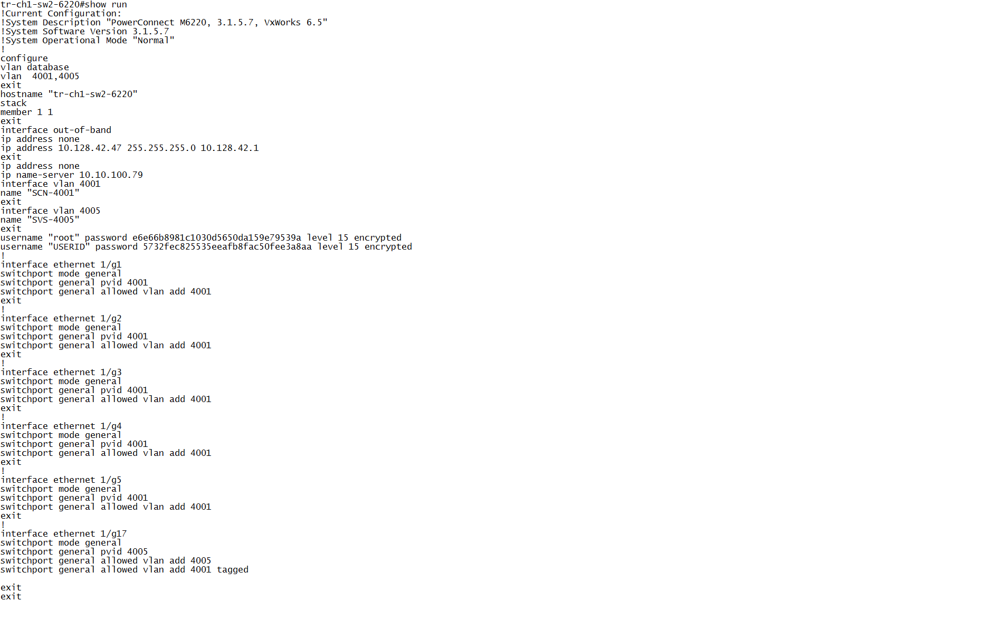 tr-ch1-sw2-6220#show run
!Current Configuration:
!System Description "PowerConnect M6220, 3.1.5.7, VxWorks 6.5"
!System Software Version 3.1.5.7
!System Operational Mode "Normal"
!
configure
vlan database
vlan  4001,4005
exit
hostname "tr-ch1-sw2-6220"
stack
member 1 1
exit
interface out-of-band
ip address none
ip address 10.128.42.47 255.255.255.0 10.128.42.1
exit
ip address none
ip name-server 10.10.100.79
interface vlan 4001
name "SCN-4001"
exit
interface vlan 4005
name "SVS-4005"
exit
username "root" password e6e66b8981c1030d5650da159e79539a level 15 encrypted
username "USERID" password 5732fec825535eeafb8fac50fee3a8aa level 15 encrypted
!
interface ethernet 1/g1
switchport mode general
switchport general pvid 4001
switchport general allowed vlan add 4001
exit
!
interface ethernet 1/g2
switchport mode general
switchport general pvid 4001
switchport general allowed vlan add 4001
exit
!
interface ethernet 1/g3
switchport mode general
switchport general pvid 4001
switchport general allowed vlan add 4001
exit
!
interface ethernet 1/g4
switchport mode general
switchport general pvid 4001
switchport general allowed vlan add 4001
exit
!
interface ethernet 1/g5
switchport mode general
switchport general pvid 4001
switchport general allowed vlan add 4001
exit
!
interface ethernet 1/g17
switchport mode general
switchport general pvid 4005
switchport general allowed vlan add 4005
switchport general allowed vlan add 4001 tagged

exit
exit